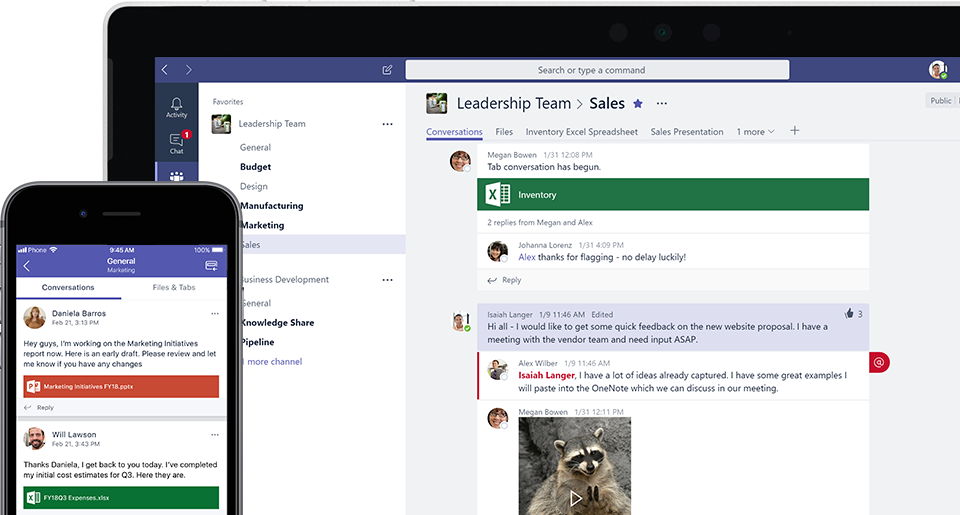 Search or type a command
Activity
Chat
1
Favorites
Leadership Team
General
Budget
Design
Manufacturing
Marketing
Sales
Business Development
General
Knowledge Share
Pipeline
1 more channel
Leadership Team > Sales
Public
Conversations Files Inventory Excel Spreadsheet Sales Presentation 1 more
Megan Bowen 1/31 12:08 PM
Tab conversation has begun.
Inventory
2 replies from Megan and Alex
Johanna Lorenz 1/31 4:09 PM
Alex thanks for flagging - no delay luckily!
Reply
Isaiah Langer 1/9 11:46 AM Edited
3
Hi all - I would like to get some quick feedback on the new website proposal. I have a
meeting with the vendor team and need input ASAP.
Alex Wilber 1/9 11:46 AM
Isaiah Langer, I have a lot of ideas already captured. I have some great examples I
will paste into the OneNote which we can discuss in our meeting.
@
Megan Bowen 1/31 12:11 PM
Phone 9:45 AM 100%
General
Marketing
Conversations Files & Tabs
Daniela Barros
Feb 21, 3:13 PM
Hey guys, I'm working on the Marketing Initiatives
report now. Here is an early draft. Please review and let
me know if you have any changes
Marketing Initiatives FY18.pptx
Reply
Will Lawson
Feb 21, 3:43 PM
Thanks Daniela, I get back to you today. I've completed
my initial cost estimates for Q3. Here they are.
FY18Q3 Expenses.xlsx